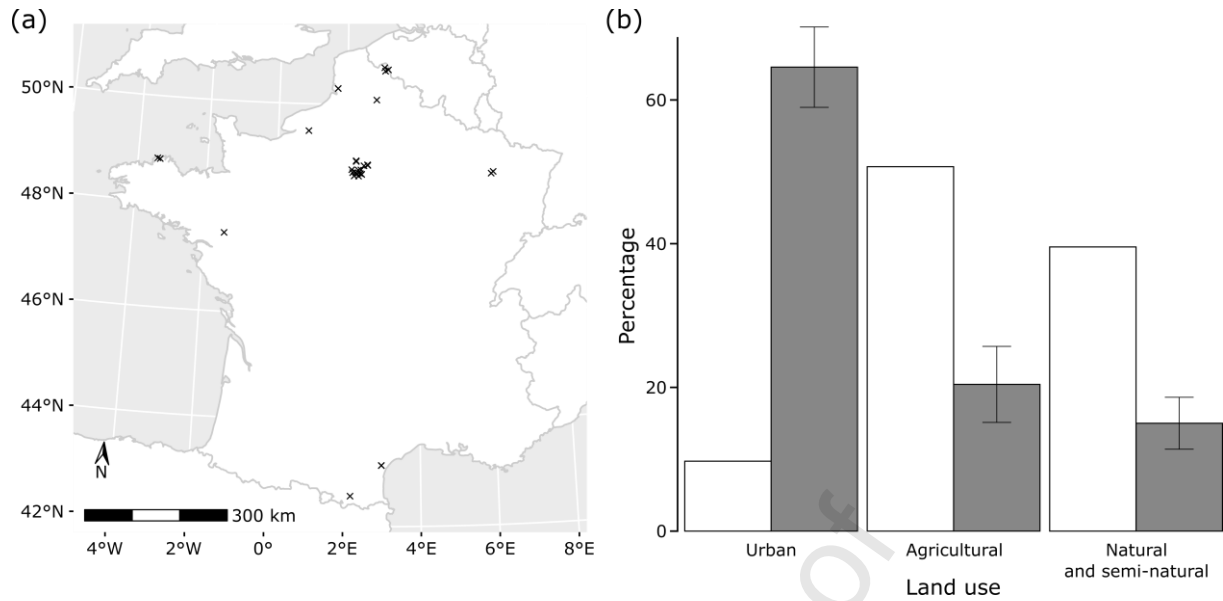 (a)
50°N
48°N
46°N
44°N
42°N
N
300 km
4°W 2°W 0° 2°E 4°E 6°E 8°E
(b)
Percentage
60
40
20
0
Urban Agricultural Natural
and semi-natural
Land use
of